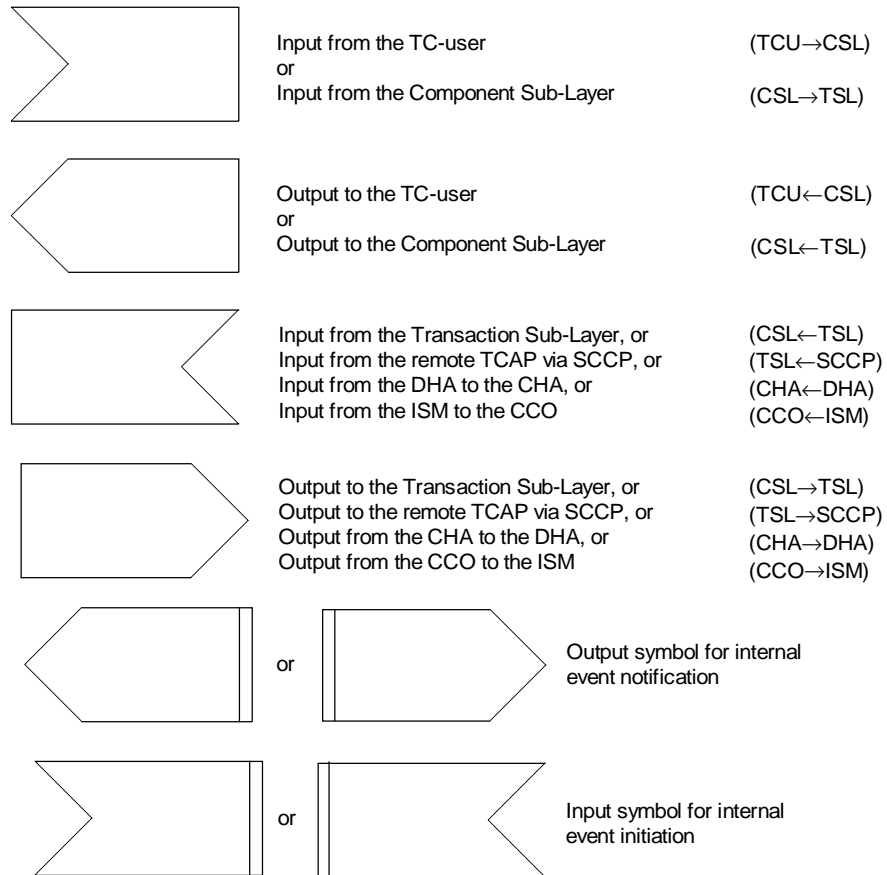 Input from the TC-user (TCU→CSL)
or
Input from the Component Sub-Layer (CSL→TSL)
Output to the TC-user (TCU←CSL)
or
Output to the Component Sub-Layer (CSL←TSL)
Input from the Transaction Sub-Layer, or (CSL←TSL)
Input from the remote TCAP via SCCP, or (TSL←SCCP)
Input from the DHA to the CHA, or (CHA←DHA)
Input from the ISM to the CCO (CCO←ISM)
Output to the Transaction Sub-Layer, or (CSL→TSL)
Output to the remote TCAP via SCCP, or (TSL→SCCP)
Output from the CHA to the DHA, or (CHA→DHA)
Output from the CCO to the ISM (CCO→ISM)
or
Output symbol for internal
event notification
or
Input symbol for internal
event initiation